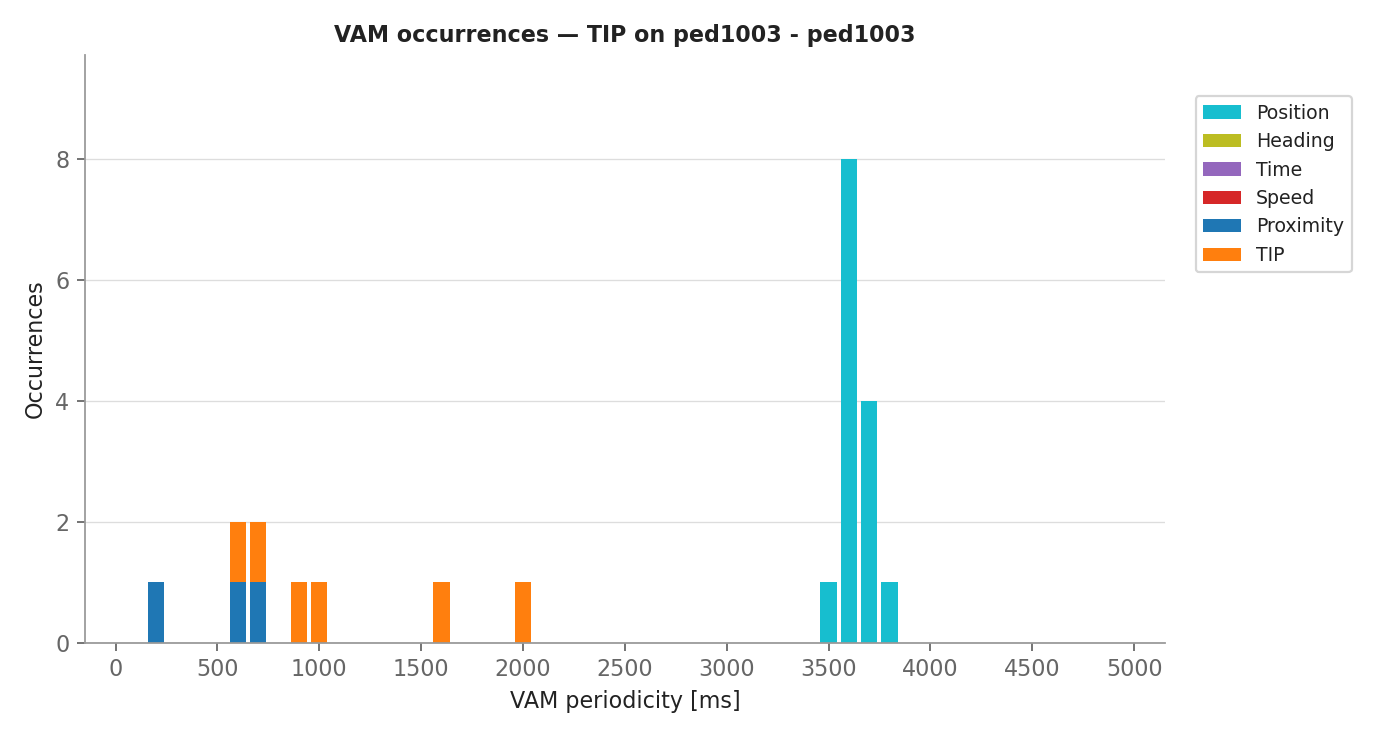 VAM occurrences — TIP on ped1003 - ped1003
Occurrences
8
6
4
2
0
0 500 1000 1500 2000 2500 3000 3500 4000 4500 5000
VAM periodicity [ms]
Position
Heading
Time
Speed
Proximity
TIP